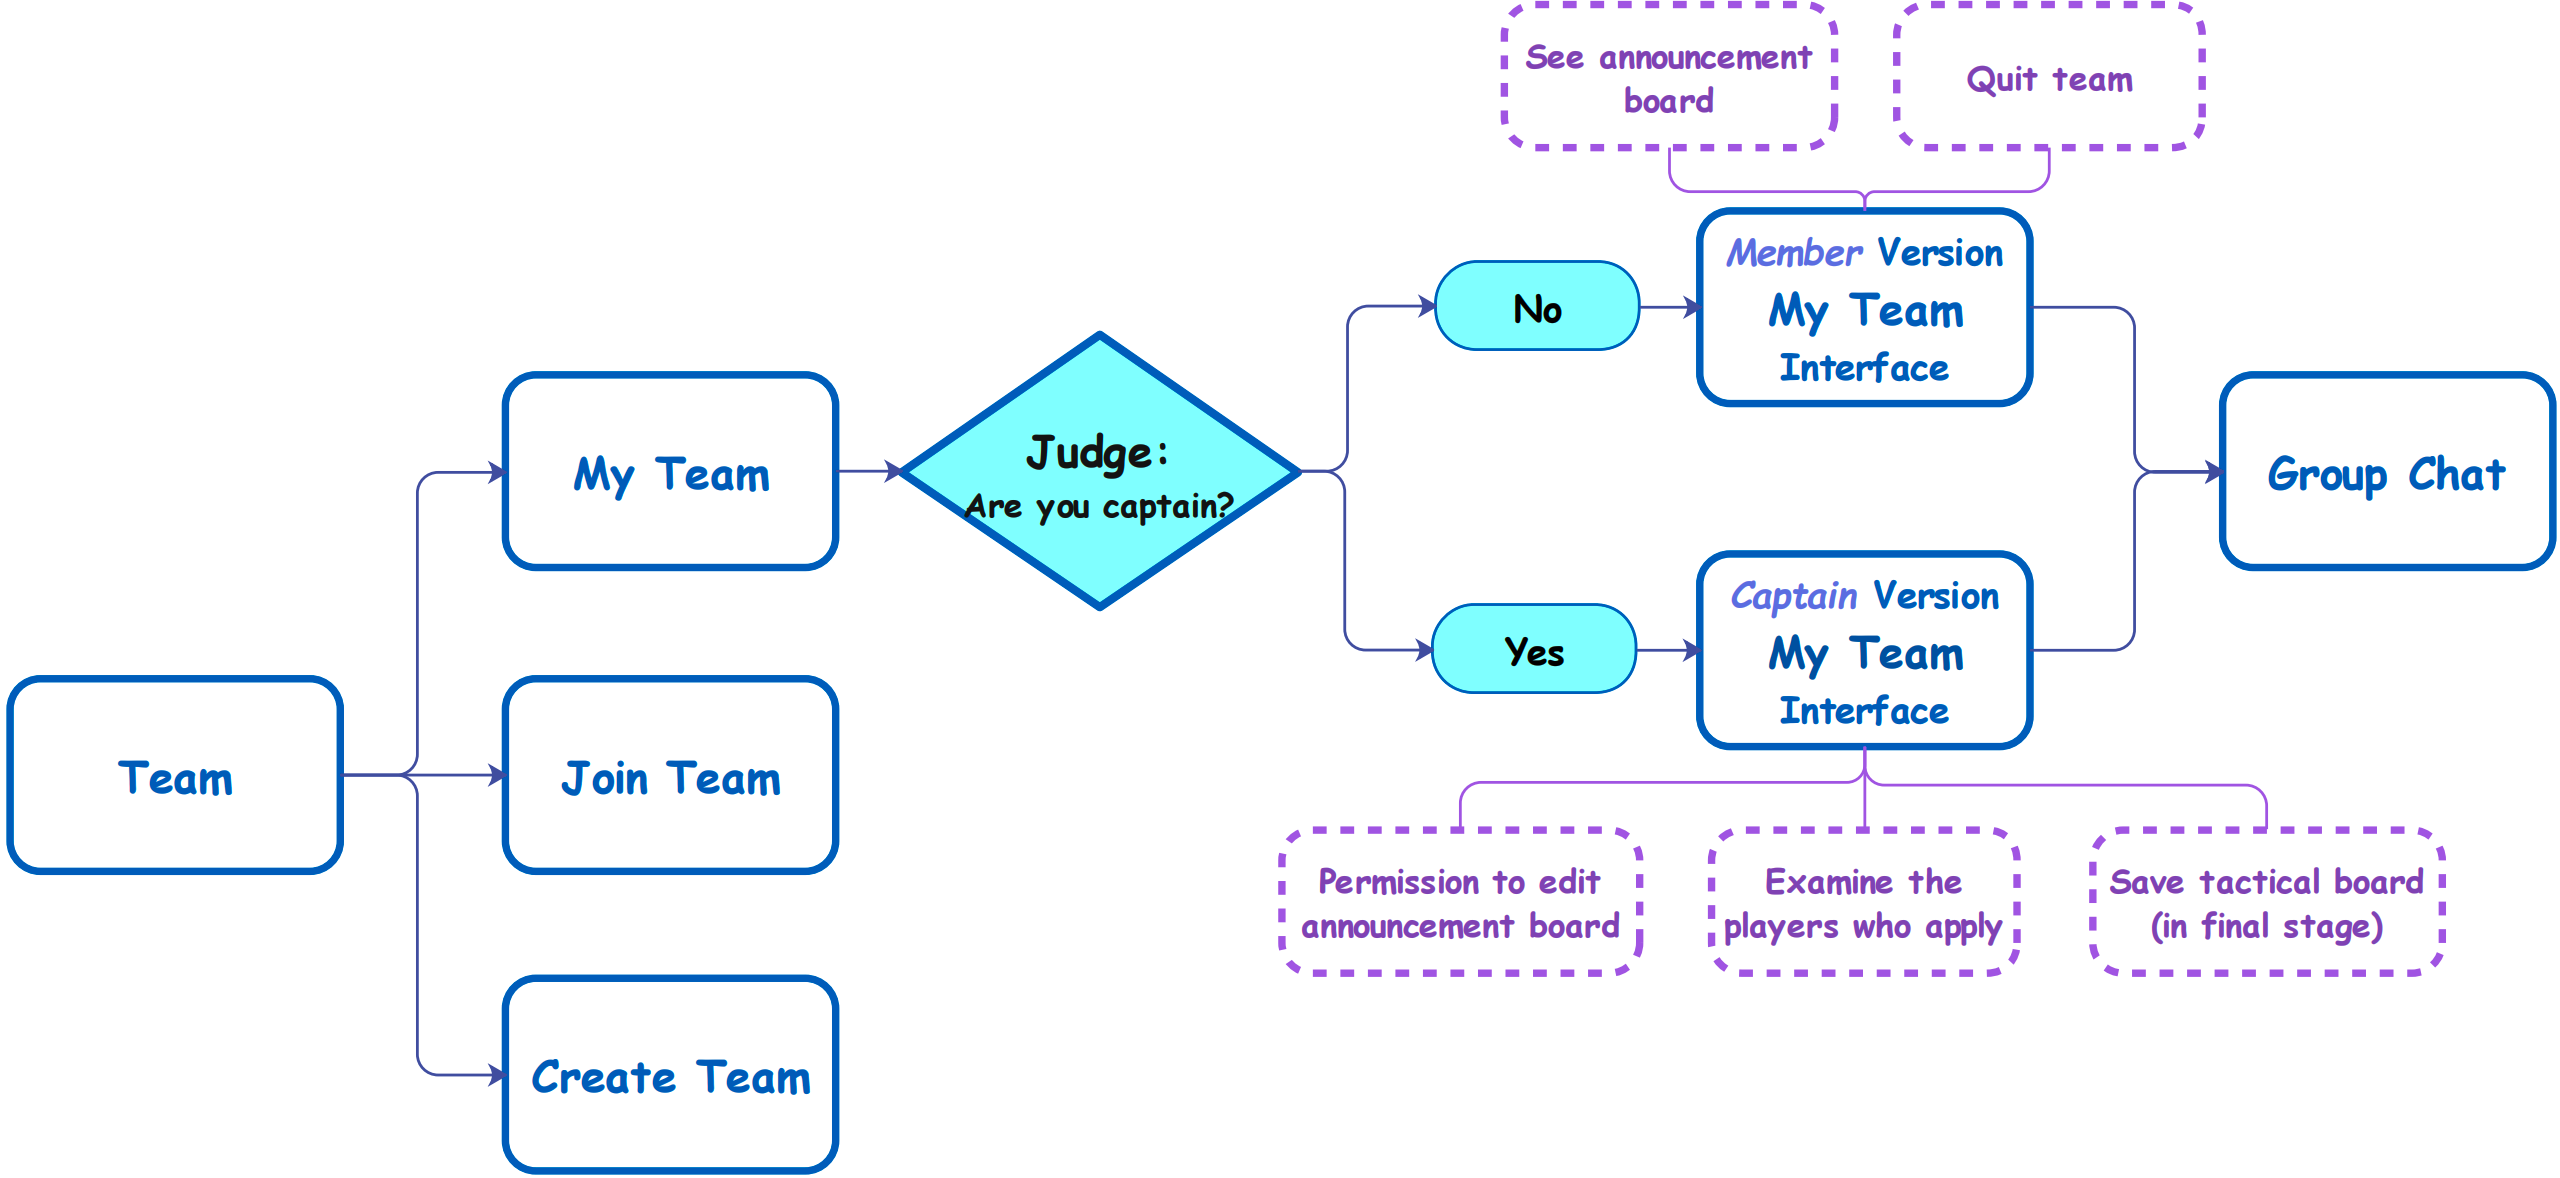 See announcement
board
Quit team
Member Version
My Team
Interface
No
My Team
Judge:
Are you captain?
Group Chat
Captain Version
My Team
Interface
Yes
Team
Join Team
Permission to edit
announcement board
Examine the
players who apply
Save tactical board
(in final stage)
Create Team